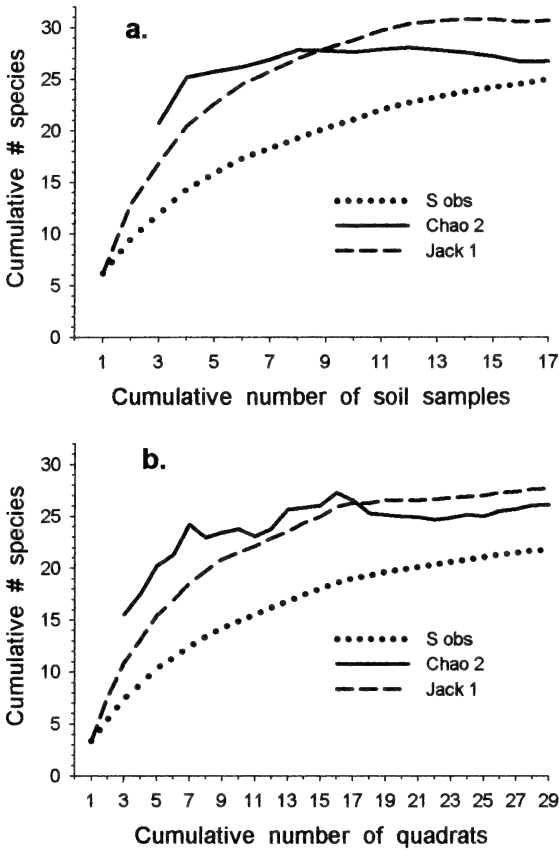 a.
Cumulative # species
30
25
20
15
10
5
0
S obs
Chao 2
Jack 1
1 3 5 7 9 11 13 15 17
Cumulative number of soil samples
b.
Cumulative # species
30
25
20
15
10
5
0
S obs
Chao 2
Jack 1
1 3 5 7 9 11 13 15 17 19 21 23 25 27 29
Cumulative number of quadrats